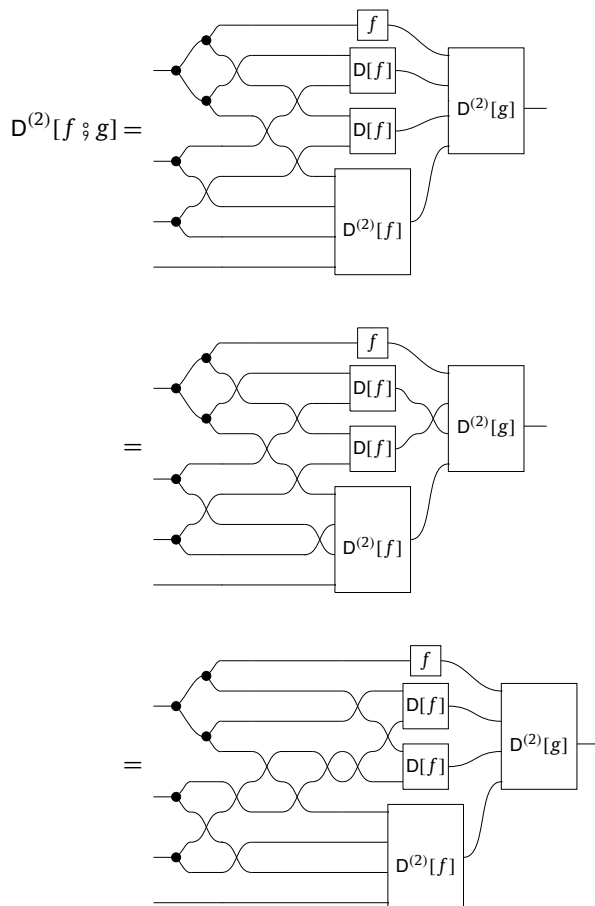 f
D[f]
D[f]
D⁽²⁾[f ⨟ g] =
D⁽²⁾[g]
D⁽²⁾[f]
f
D[f]
D[f]
=
D⁽²⁾[g]
D⁽²⁾[f]
f
D[f]
D[f]
=
D⁽²⁾[g]
D⁽²⁾[f]